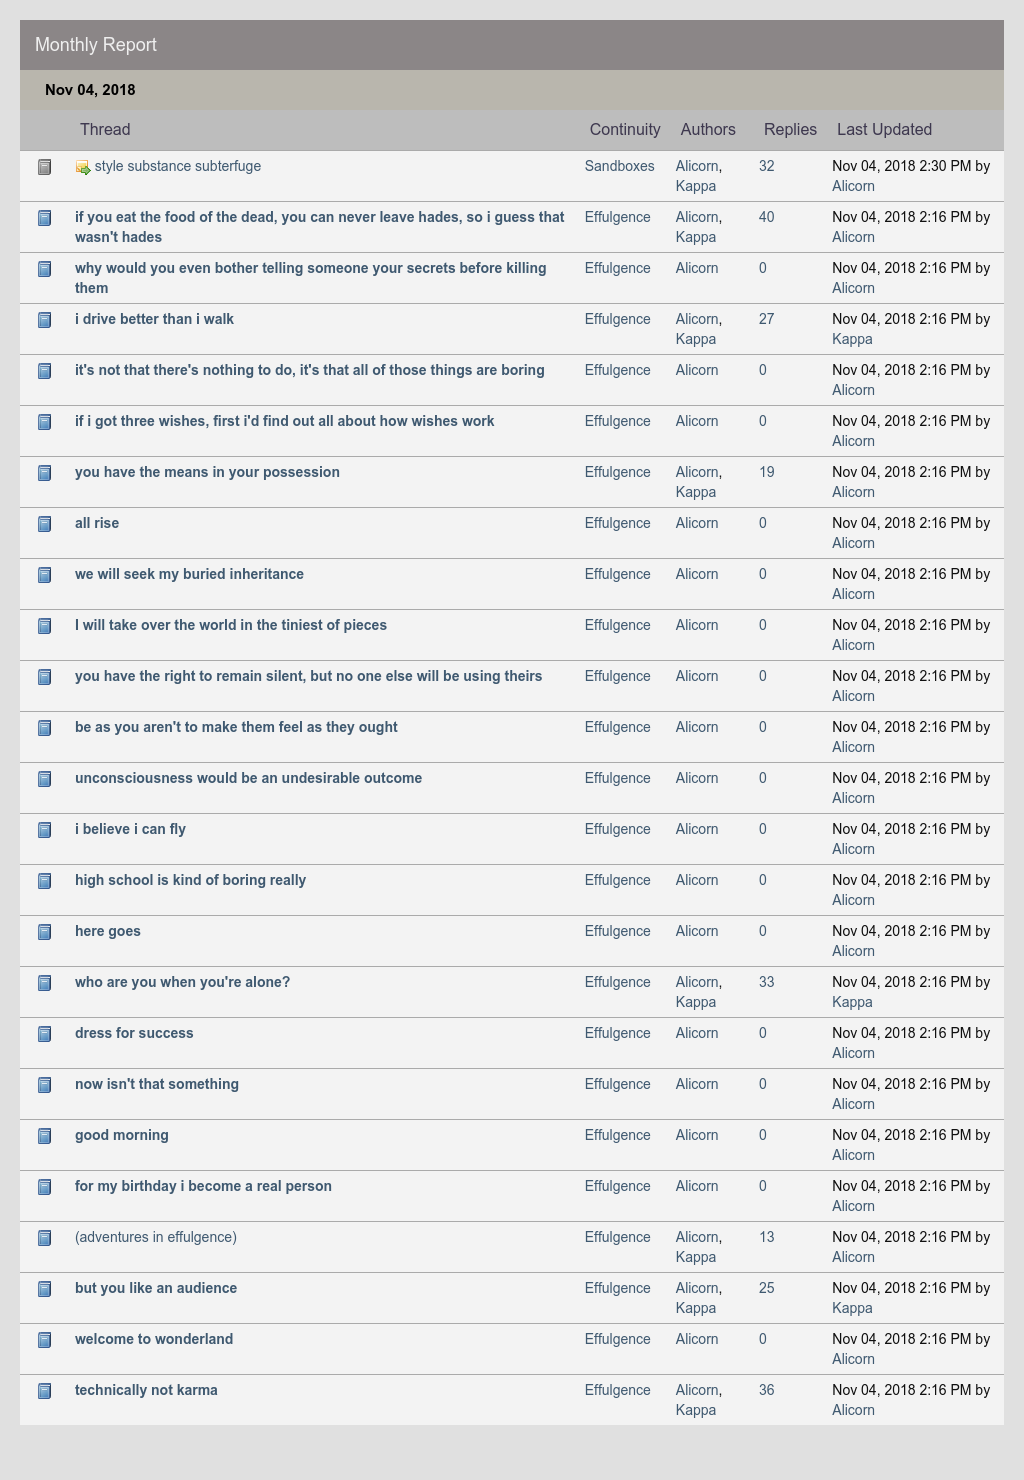 Monthly Report
Nov 04, 2018
Thread Continuity Authors Replies Last Updated
style substance subterfuge Sandboxes Alicorn, 32 Nov 04, 2018 2:30 PM by
Kappa Alicorn
if you eat the food of the dead, you can never leave hades, so i guess that Effulgence Alicorn, 40 Nov 04, 2018 2:16 PM by
wasn't hades Kappa Alicorn
why would you even bother telling someone your secrets before killing Effulgence Alicorn 0 Nov 04, 2018 2:16 PM by
them Alicorn
i drive better than i walk Effulgence Alicorn, 27 Nov 04, 2018 2:16 PM by
Kappa Kappa
it's not that there's nothing to do, it's that all of those things are boring Effulgence Alicorn 0 Nov 04, 2018 2:16 PM by
Alicorn
if i got three wishes, first i'd find out all about how wishes work Effulgence Alicorn 0 Nov 04, 2018 2:16 PM by
Alicorn
you have the means in your possession Effulgence Alicorn, 19 Nov 04, 2018 2:16 PM by
Kappa Alicorn
all rise Effulgence Alicorn 0 Nov 04, 2018 2:16 PM by
Alicorn
we will seek my buried inheritance Effulgence Alicorn 0 Nov 04, 2018 2:16 PM by
Alicorn
I will take over the world in the tiniest of pieces Effulgence Alicorn 0 Nov 04, 2018 2:16 PM by
Alicorn
you have the right to remain silent, but no one else will be using theirs Effulgence Alicorn 0 Nov 04, 2018 2:16 PM by
Alicorn
be as you aren't to make them feel as they ought Effulgence Alicorn 0 Nov 04, 2018 2:16 PM by
Alicorn
unconsciousness would be an undesirable outcome Effulgence Alicorn 0 Nov 04, 2018 2:16 PM by
Alicorn
i believe i can fly Effulgence Alicorn 0 Nov 04, 2018 2:16 PM by
Alicorn
high school is kind of boring really Effulgence Alicorn 0 Nov 04, 2018 2:16 PM by
Alicorn
here goes Effulgence Alicorn 0 Nov 04, 2018 2:16 PM by
Alicorn
who are you when you're alone? Effulgence Alicorn, 33 Nov 04, 2018 2:16 PM by
Kappa Kappa
dress for success Effulgence Alicorn 0 Nov 04, 2018 2:16 PM by
Alicorn
now isn't that something Effulgence Alicorn 0 Nov 04, 2018 2:16 PM by
Alicorn
good morning Effulgence Alicorn 0 Nov 04, 2018 2:16 PM by
Alicorn
for my birthday i become a real person Effulgence Alicorn 0 Nov 04, 2018 2:16 PM by
Alicorn
(adventures in effulgence) Effulgence Alicorn, 13 Nov 04, 2018 2:16 PM by
Kappa Alicorn
but you like an audience Effulgence Alicorn, 25 Nov 04, 2018 2:16 PM by
Kappa Kappa
welcome to wonderland Effulgence Alicorn 0 Nov 04, 2018 2:16 PM by
Alicorn
technically not karma Effulgence Alicorn, 36 Nov 04, 2018 2:16 PM by
Kappa Alicorn